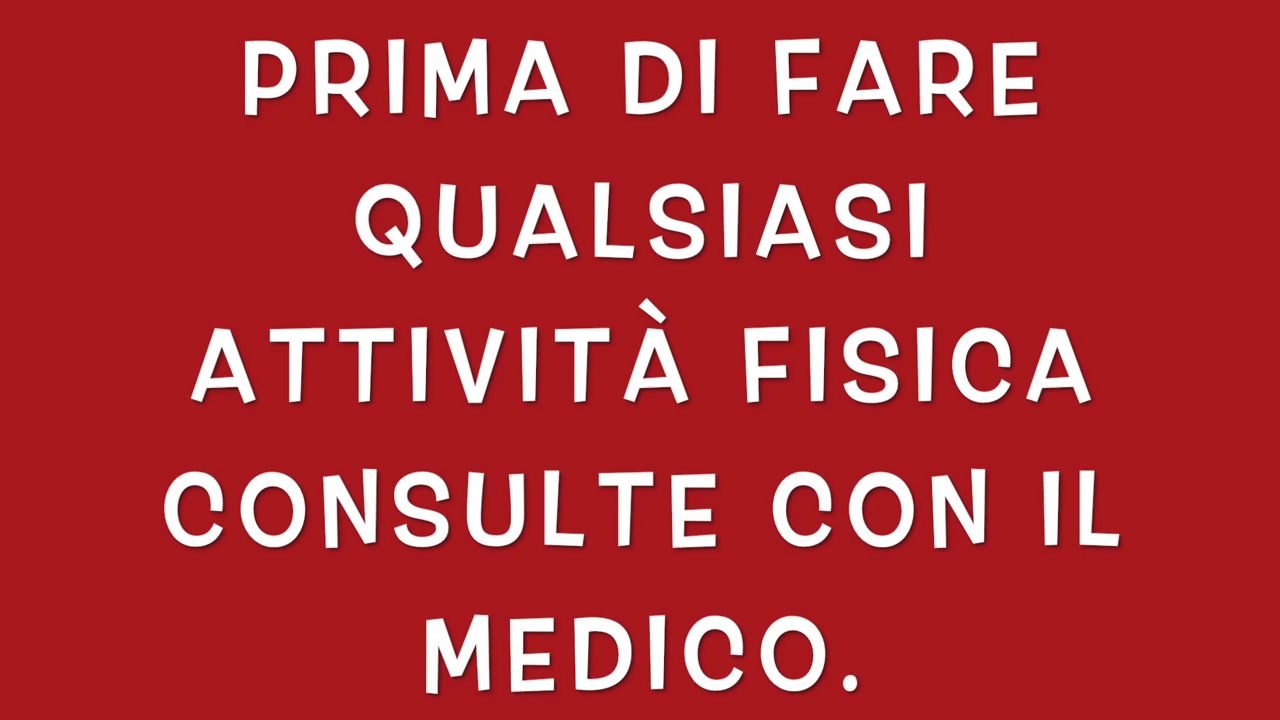 PRIMA DI FARE
QUALSIASI
ATTIVITÀ FISICA
CONSULTE CON IL
MEDICO.